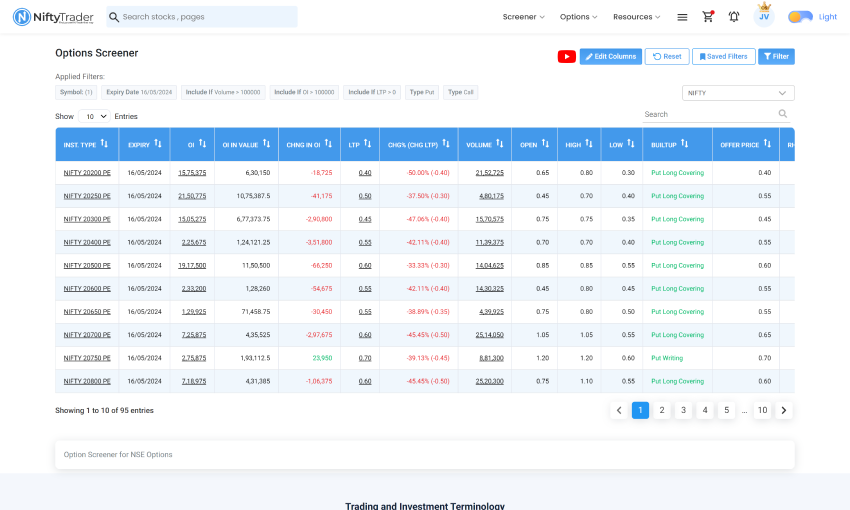 NiftyTrader
Search stocks , pages
Screener
Options
Resources
JV
Light
Options Screener
Edit Columns
Reset
Saved Filters
Filter
Applied Filters:
Symbol: (1)
Expiry Date 16/05/2024
Include If Volume > 100000
Include If OI > 100000
Include If LTP > 0
Type Put
Type Call
NIFTY
Show 10 Entries
Search
INST. TYPE EXPIRY OI OI IN VALUE CHNG IN OI LTP CHG% (CHG LTP) VOLUME OPEN HIGH LOW BUILTUP OFFER PRICE
NIFTY 20200 PE 16/05/2024 15,75,375 6,30,150 -18,725 0.40 -50.00% (-0.40) 21,52,725 0.65 0.80 0.30 Put Long Covering 0.40
NIFTY 20250 PE 16/05/2024 21,50,775 10,75,387.5 -41,175 0.50 -37.50% (-0.30) 4,80,175 0.45 0.70 0.40 Put Long Covering 0.55
NIFTY 20300 PE 16/05/2024 15,05,275 6,77,373.75 -2,90,800 0.45 -47.06% (-0.40) 15,70,575 0.75 0.75 0.35 Put Long Covering 0.45
NIFTY 20400 PE 16/05/2024 2,25,675 1,24,121.25 -3,51,800 0.55 -42.11% (-0.40) 11,39,375 0.70 0.70 0.40 Put Long Covering 0.55
NIFTY 20500 PE 16/05/2024 19,17,500 11,50,500 -66,250 0.60 -33.33% (-0.30) 14,04,625 0.85 0.85 0.55 Put Long Covering 0.60
NIFTY 20600 PE 16/05/2024 2,33,200 1,28,260 -54,675 0.55 -42.11% (-0.40) 14,30,325 0.45 0.80 0.45 Put Long Covering 0.55
NIFTY 20650 PE 16/05/2024 1,29,925 71,458.75 -30,450 0.55 -38.89% (-0.35) 4,39,925 0.75 0.80 0.50 Put Long Covering 0.55
NIFTY 20700 PE 16/05/2024 7,25,875 4,35,525 -2,97,675 0.60 -45.45% (-0.50) 25,14,050 1.05 1.05 0.55 Put Long Covering 0.65
NIFTY 20750 PE 16/05/2024 2,75,875 1,93,112.5 23,950 0.70 -39.13% (-0.45) 8,81,300 1.20 1.20 0.60 Put Writing 0.70
NIFTY 20800 PE 16/05/2024 7,18,975 4,31,385 -1,06,375 0.60 -45.45% (-0.50) 25,20,300 0.75 1.10 0.55 Put Long Covering 0.60
Showing 1 to 10 of 95 entries
1 2 3 4 5 ... 10
Option Screener for NSE Options
Trading and Investment Terminology